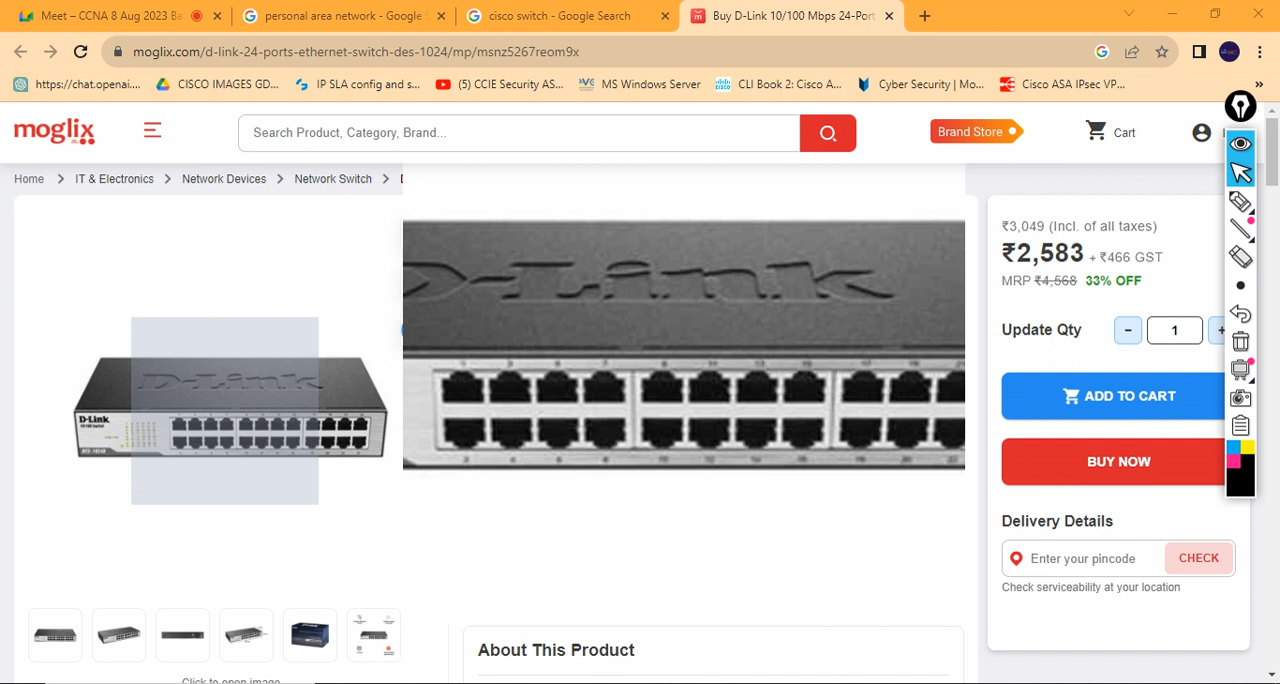 Meet – CCNA 8 Aug 2023 Ba
personal area network - Google S
cisco switch - Google Search
Buy D-Link 10/100 Mbps 24-Port
moglix.com/d-link-24-ports-ethernet-switch-des-1024/mp/msnz5267reom9x
https://chat.openai....
CISCO IMAGES GD...
IP SLA config and s...
(5) CCIE Security AS...
MS Windows Server
CLI Book 2: Cisco A...
Cyber Security | Mo...
Cisco ASA IPsec VP...
»
moglix
Search Product, Category, Brand...
Brand Store
Cart
Home > IT & Electronics > Network Devices > Network Switch >
D-Link
D-Link
D-Link
₹3,049 (Incl. of all taxes)
₹2,583 + ₹466 GST
MRP ₹4,568 33% OFF
Update Qty - 1 +
ADD TO CART
BUY NOW
Delivery Details
Enter your pincode CHECK
Check serviceability at your location
About This Product
Click to open image